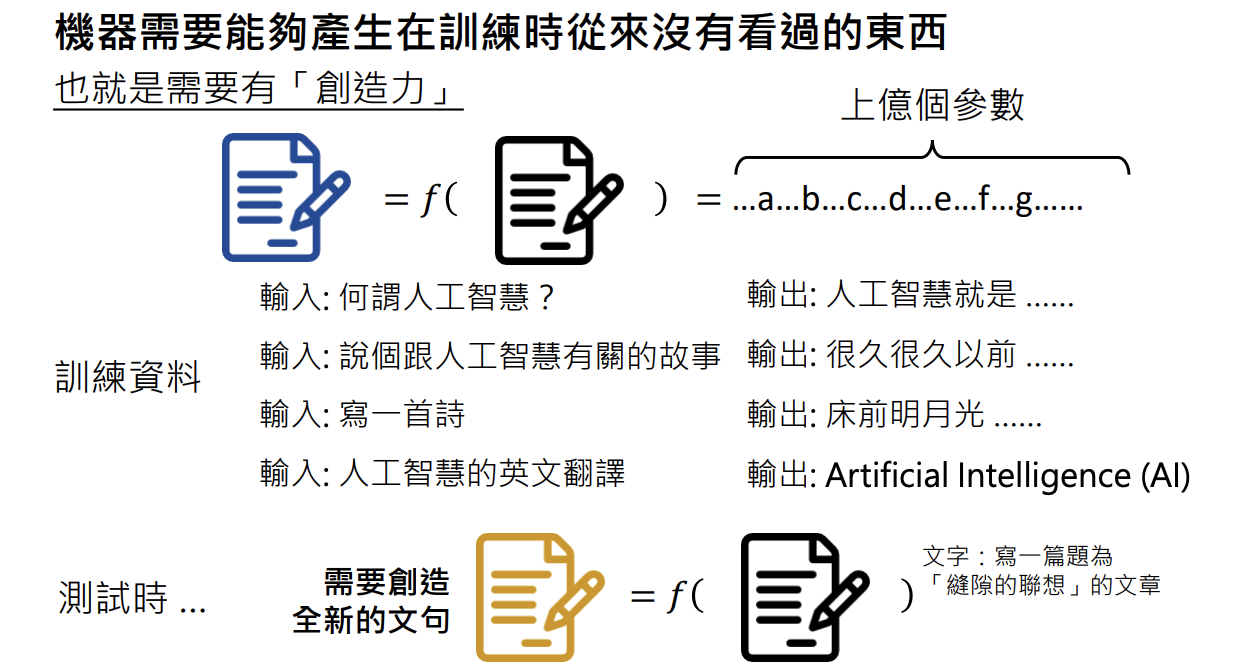 機器需要能夠產生在訓練時從來沒有看過的東西
也就是需要有「創造力」
上億個參數
= f( ) = …a…b…c…d…e…f…g……
輸入: 何謂人工智慧？ 輸出: 人工智慧就是 ……
輸入: 說個跟人工智慧有關的故事 輸出: 很久很久以前 ……
訓練資料
輸入: 寫一首詩 輸出: 床前明月光 ……
輸入: 人工智慧的英文翻譯 輸出: Artificial Intelligence (AI)
測試時 …
需要創造
全新的文句
= f( )
文字：寫一篇題為
「縫隙的聯想」的文章